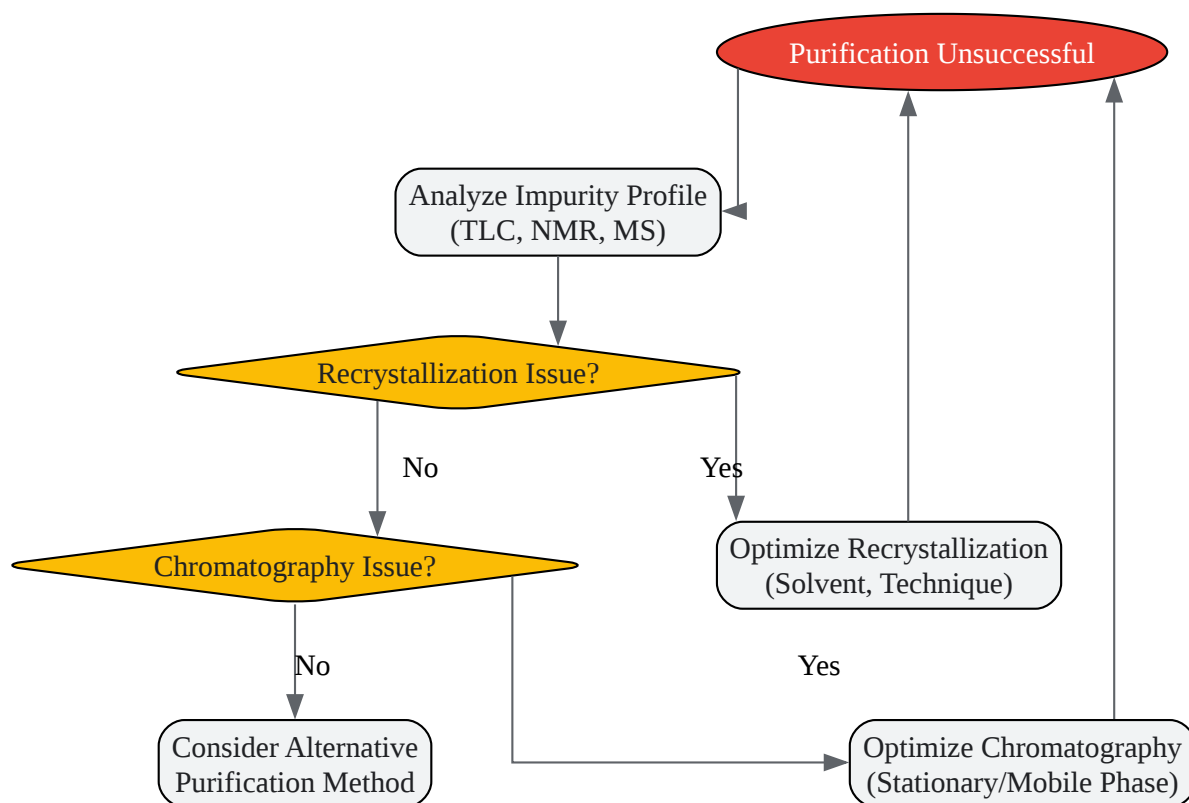 Purification Unsuccessful
Analyze Impurity Profile
(TLC, NMR, MS)
Recrystallization Issue?
No
Yes
Chromatography Issue?
Optimize Recrystallization
(Solvent, Technique)
No
Yes
Consider Alternative
Purification Method
Optimize Chromatography
(Stationary/Mobile Phase)